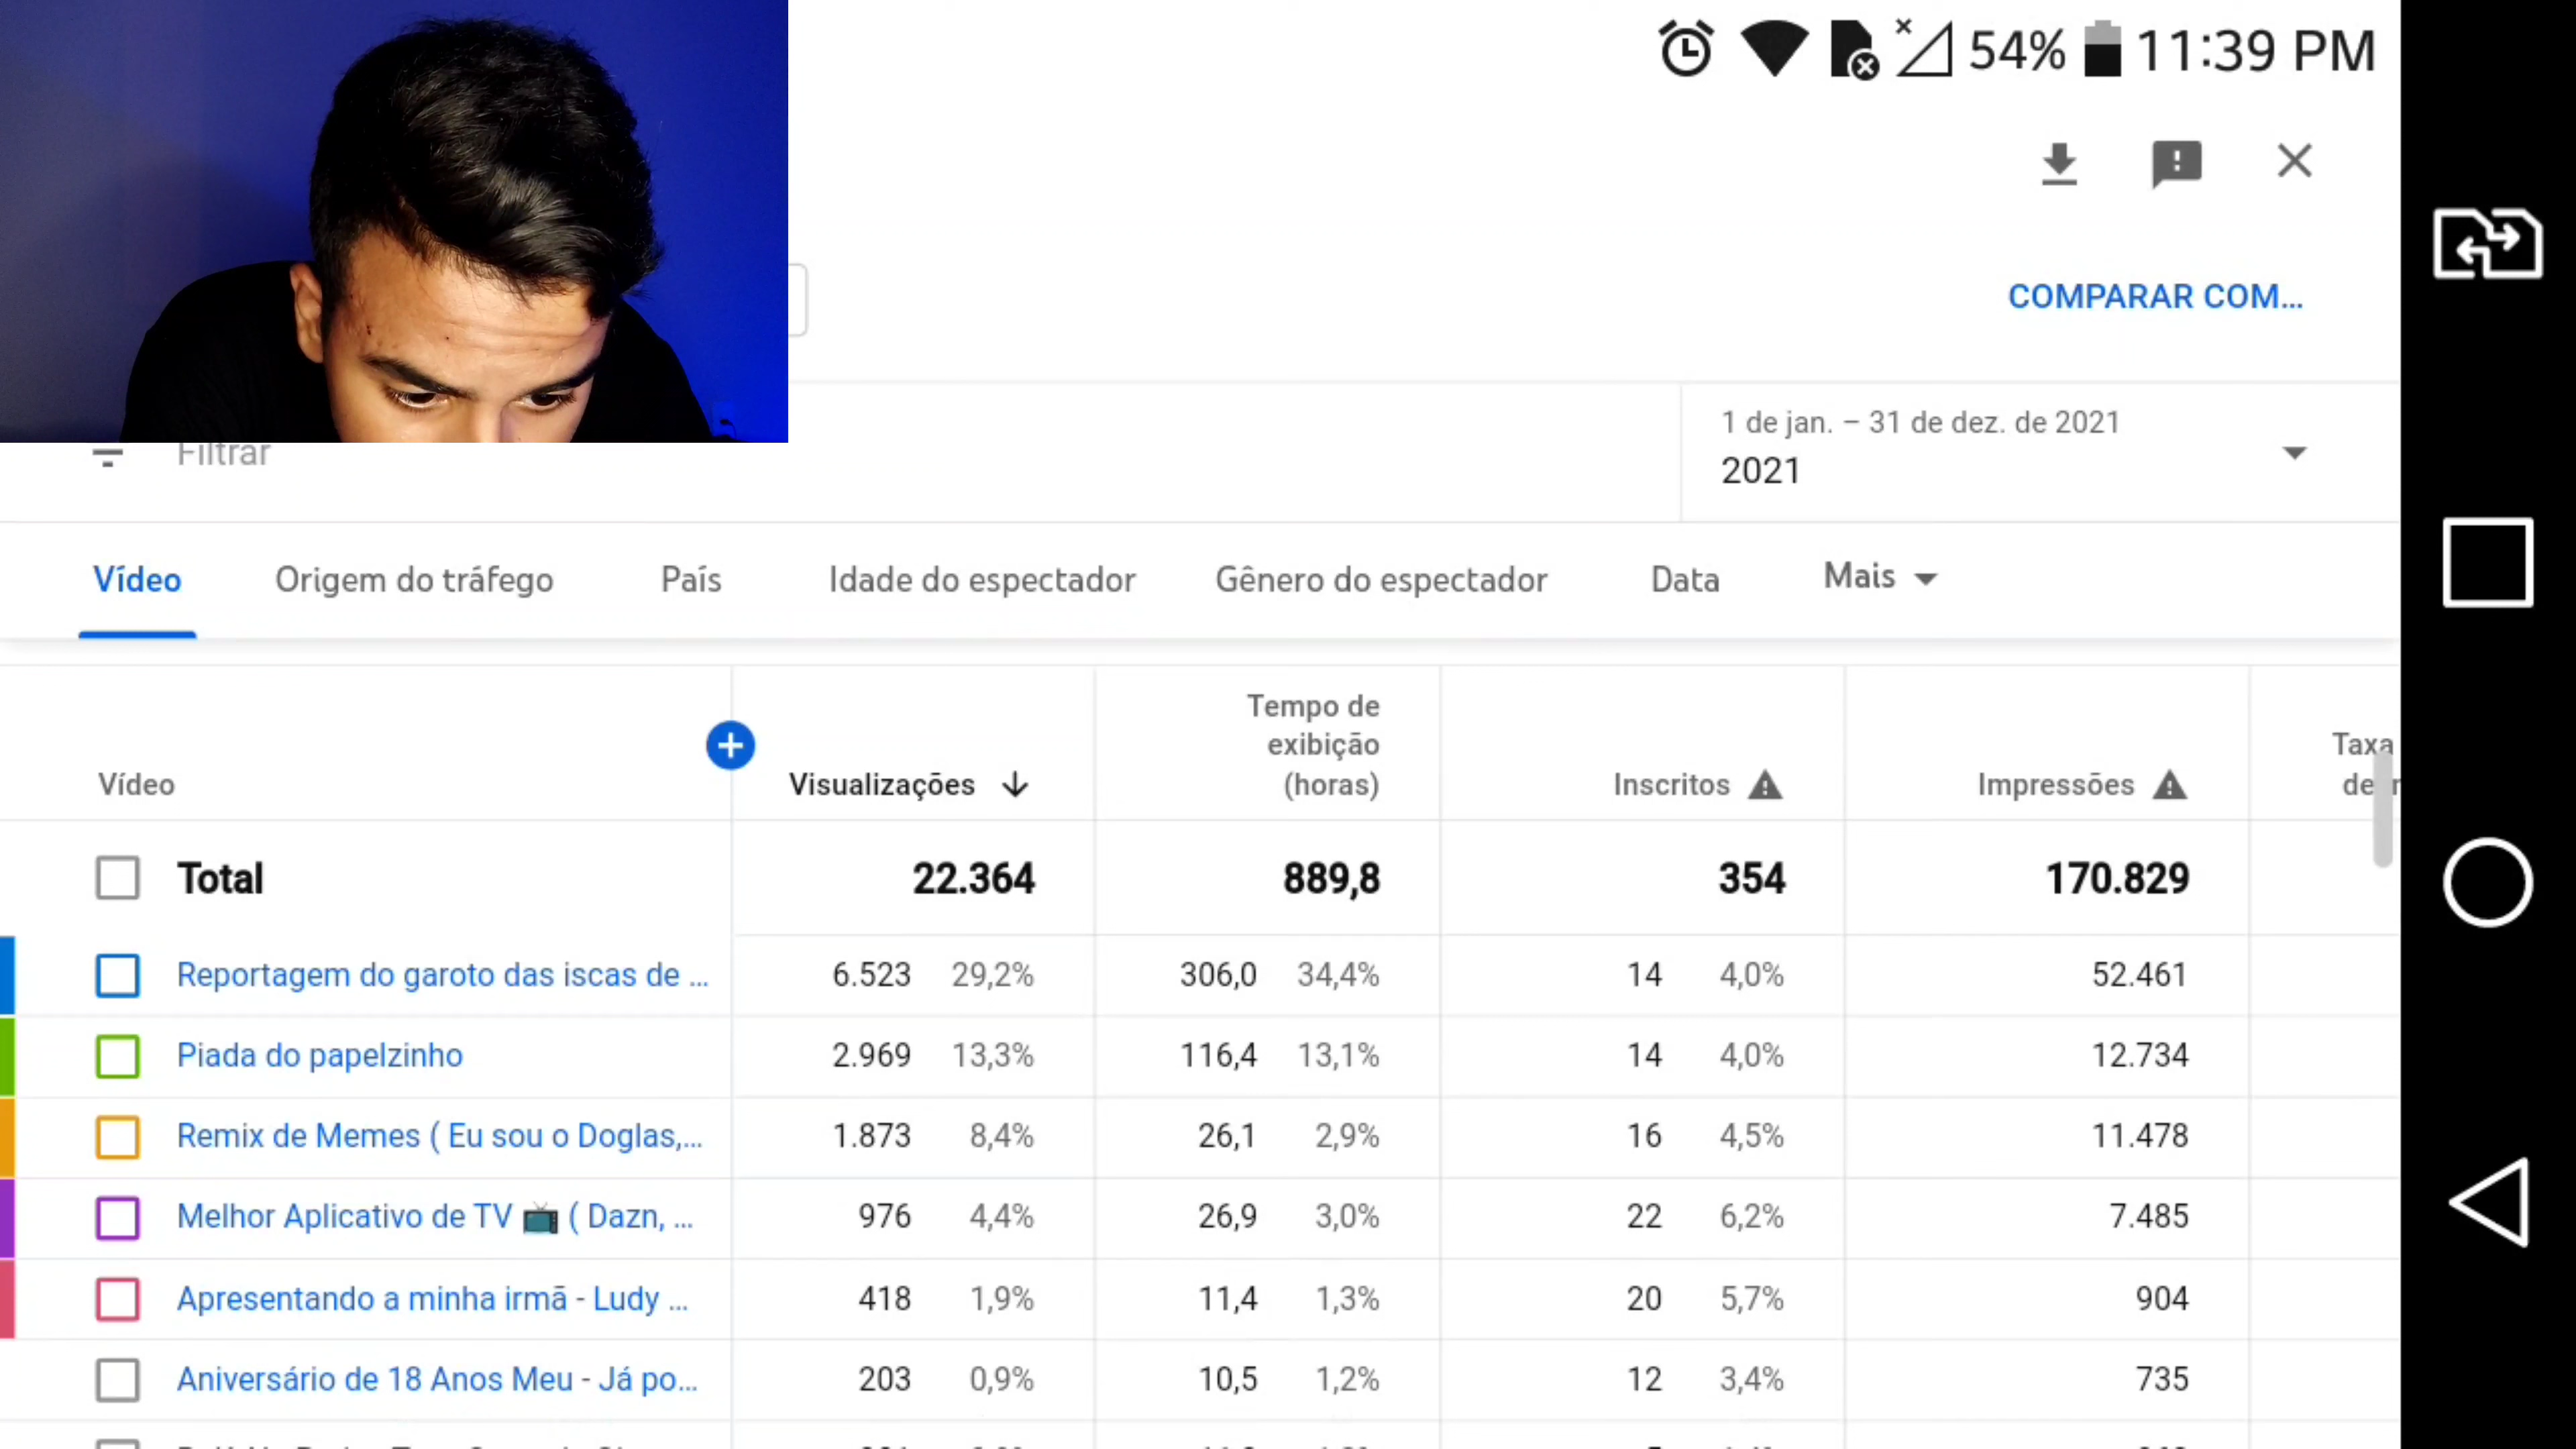 54% 11:39 PM
COMPARAR COM...
1 de jan. – 31 de dez. de 2021
Filtrar
2021
Vídeo Origem do tráfego País Idade do espectador Gênero do espectador Data Mais
Tempo de
exibição
(horas)
Vídeo Visualizações Inscritos Impressões
Taxa
de
Total 22.364 889,8 354 170.829
Reportagem do garoto das iscas de ... 6.523 29,2% 306,0 34,4% 14 4,0% 52.461
Piada do papelzinho 2.969 13,3% 116,4 13,1% 14 4,0% 12.734
Remix de Memes ( Eu sou o Doglas,... 1.873 8,4% 26,1 2,9% 16 4,5% 11.478
Melhor Aplicativo de TV ( Dazn, ... 976 4,4% 26,9 3,0% 22 6,2% 7.485
Apresentando a minha irmã - Ludy ... 418 1,9% 11,4 1,3% 20 5,7% 904
Aniversário de 18 Anos Meu - Já po... 203 0,9% 10,5 1,2% 12 3,4% 735